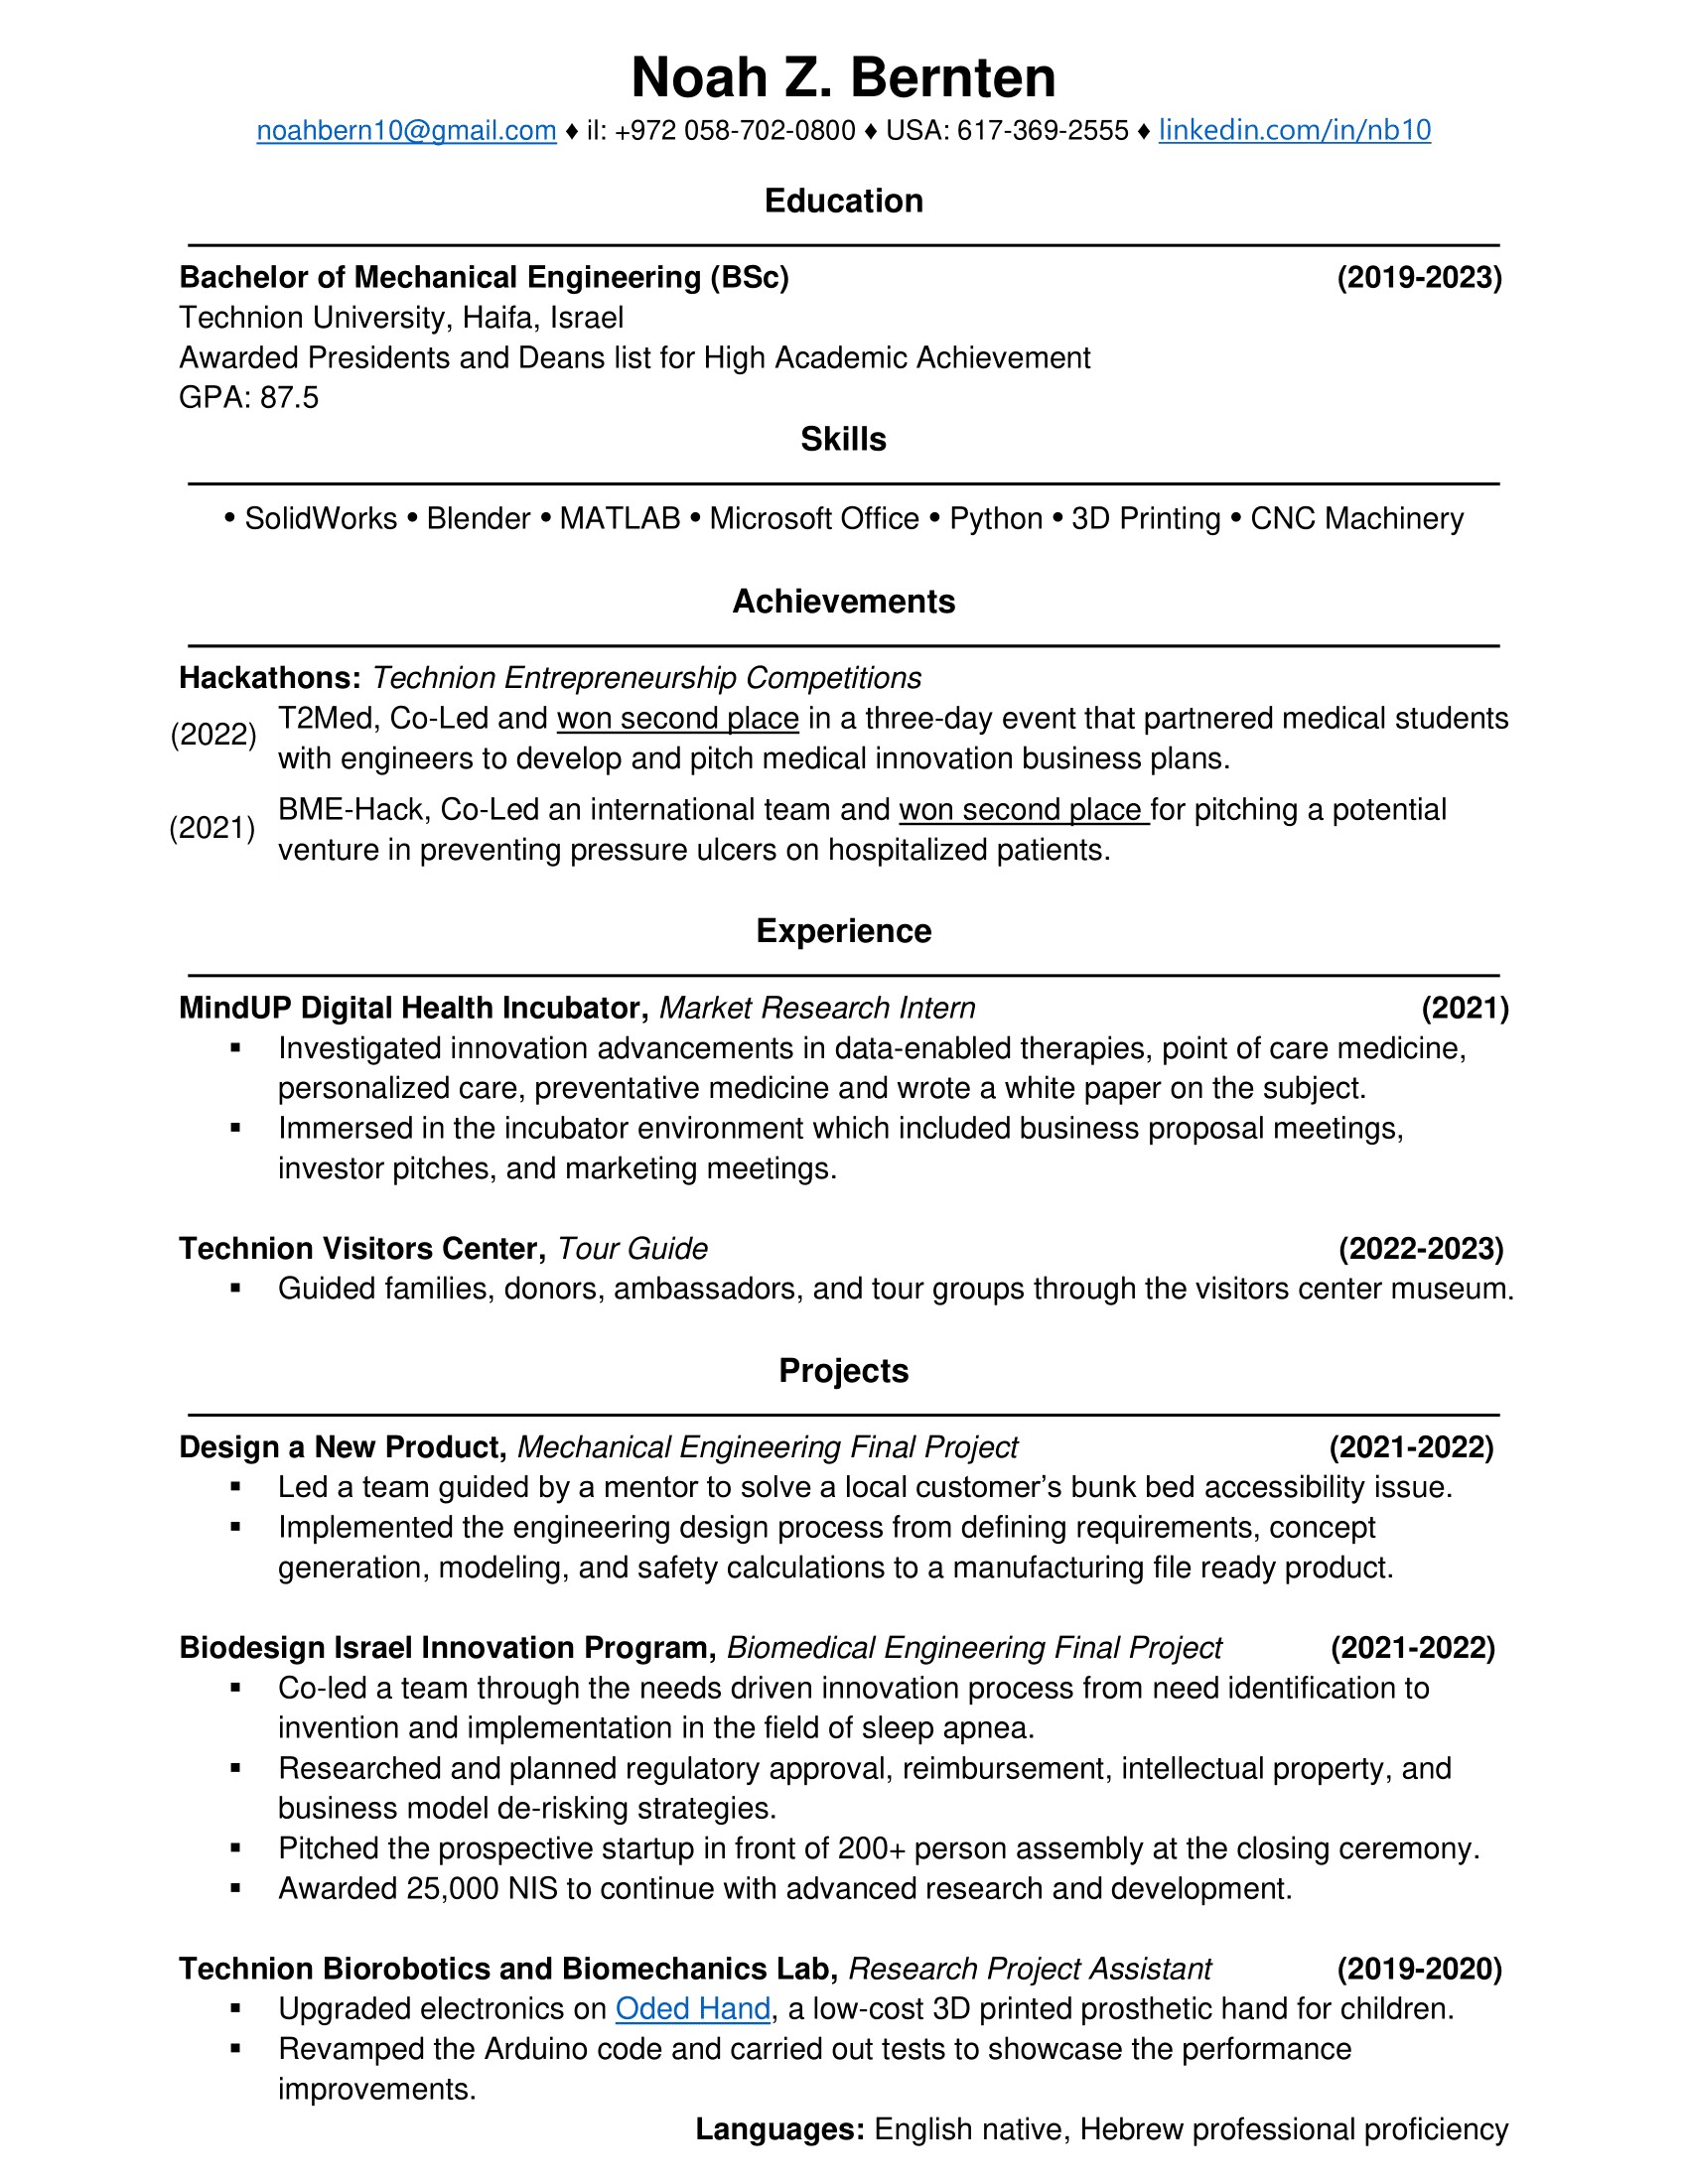 Noah Z. Bernten
noahbern10@gmail.com ♦ il: +972 058-702-0800 ♦ USA: 617-369-2555 ♦ linkedin.com/in/nb10
Education
Bachelor of Mechanical Engineering (BSc) (2019-2023)
Technion University, Haifa, Israel
Awarded Presidents and Deans list for High Academic Achievement
GPA: 87.5
Skills
• SolidWorks • Blender • MATLAB • Microsoft Office • Python • 3D Printing • CNC Machinery
Achievements
Hackathons: Technion Entrepreneurship Competitions
(2022) T2Med, Co-Led and won second place in a three-day event that partnered medical students
with engineers to develop and pitch medical innovation business plans.
(2021) BME-Hack, Co-Led an international team and won second place for pitching a potential
venture in preventing pressure ulcers on hospitalized patients.
Experience
MindUP Digital Health Incubator, Market Research Intern (2021)
▪ Investigated innovation advancements in data-enabled therapies, point of care medicine,
personalized care, preventative medicine and wrote a white paper on the subject.
▪ Immersed in the incubator environment which included business proposal meetings,
investor pitches, and marketing meetings.
Technion Visitors Center, Tour Guide (2022-2023)
▪ Guided families, donors, ambassadors, and tour groups through the visitors center museum.
Projects
Design a New Product, Mechanical Engineering Final Project (2021-2022)
▪ Led a team guided by a mentor to solve a local customer’s bunk bed accessibility issue.
▪ Implemented the engineering design process from defining requirements, concept
generation, modeling, and safety calculations to a manufacturing file ready product.
Biodesign Israel Innovation Program, Biomedical Engineering Final Project (2021-2022)
▪ Co-led a team through the needs driven innovation process from need identification to
invention and implementation in the field of sleep apnea.
▪ Researched and planned regulatory approval, reimbursement, intellectual property, and
business model de-risking strategies.
▪ Pitched the prospective startup in front of 200+ person assembly at the closing ceremony.
▪ Awarded 25,000 NIS to continue with advanced research and development.
Technion Biorobotics and Biomechanics Lab, Research Project Assistant (2019-2020)
▪ Upgraded electronics on Oded Hand, a low-cost 3D printed prosthetic hand for children.
▪ Revamped the Arduino code and carried out tests to showcase the performance
improvements.
Languages: English native, Hebrew professional proficiency